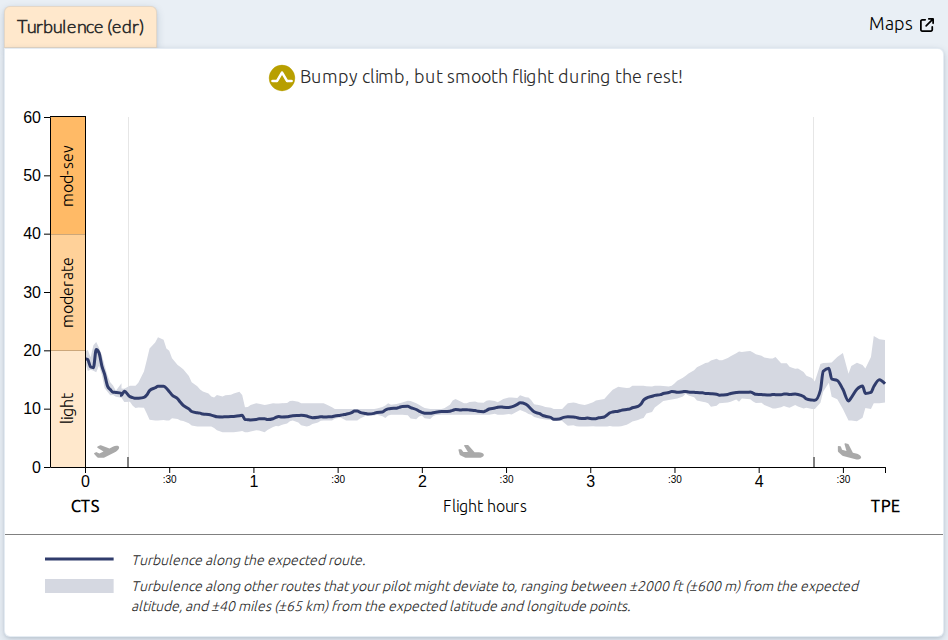 Turbulence (edr)
Maps
Bumpy climb, but smooth flight during the rest!
60
50
40
30
20
10
0
mod-sev
moderate
light
0 :30 1 :30 2 :30 3 :30 4 :30
CTS Flight hours TPE
Turbulence along the expected route.
Turbulence along other routes that your pilot might deviate to, ranging between ±2000 ft (±600 m) from the expected
altitude, and ±40 miles (±65 km) from the expected latitude and longitude points.